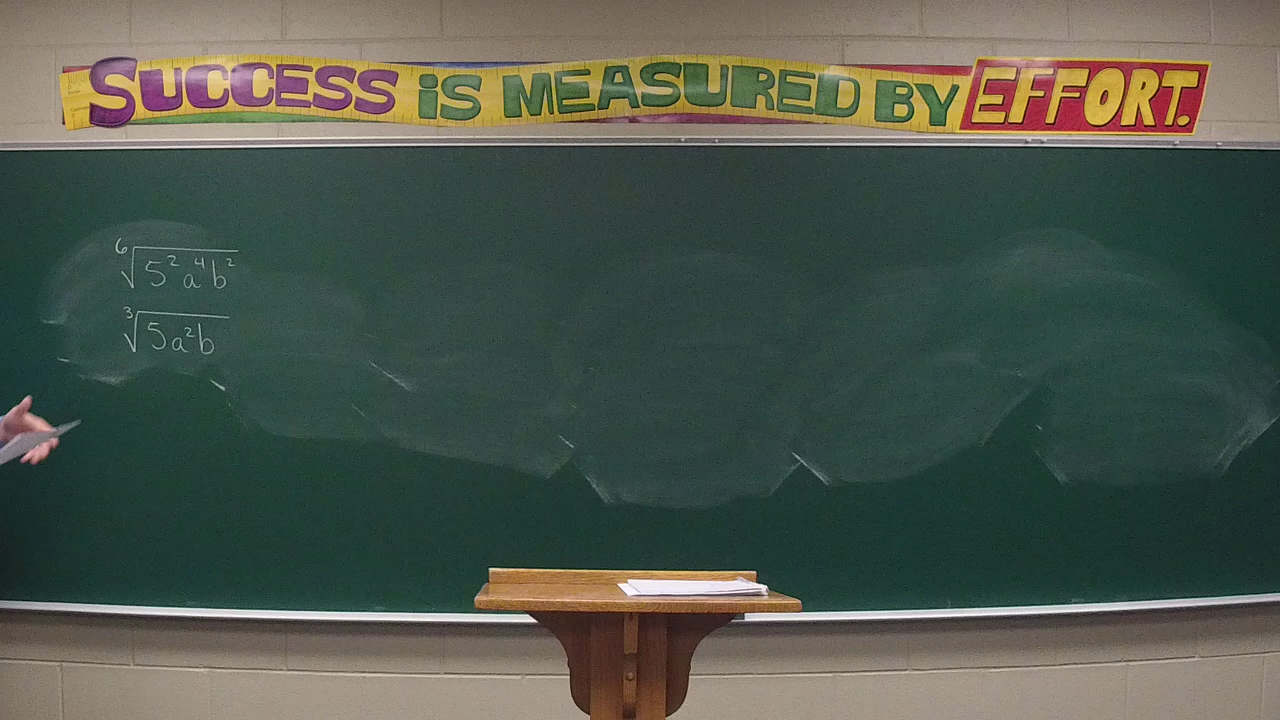 SUCCESS iS MEASURED BY EFFORT.
⁶√(5²a⁴b²)
³√(5a²b)